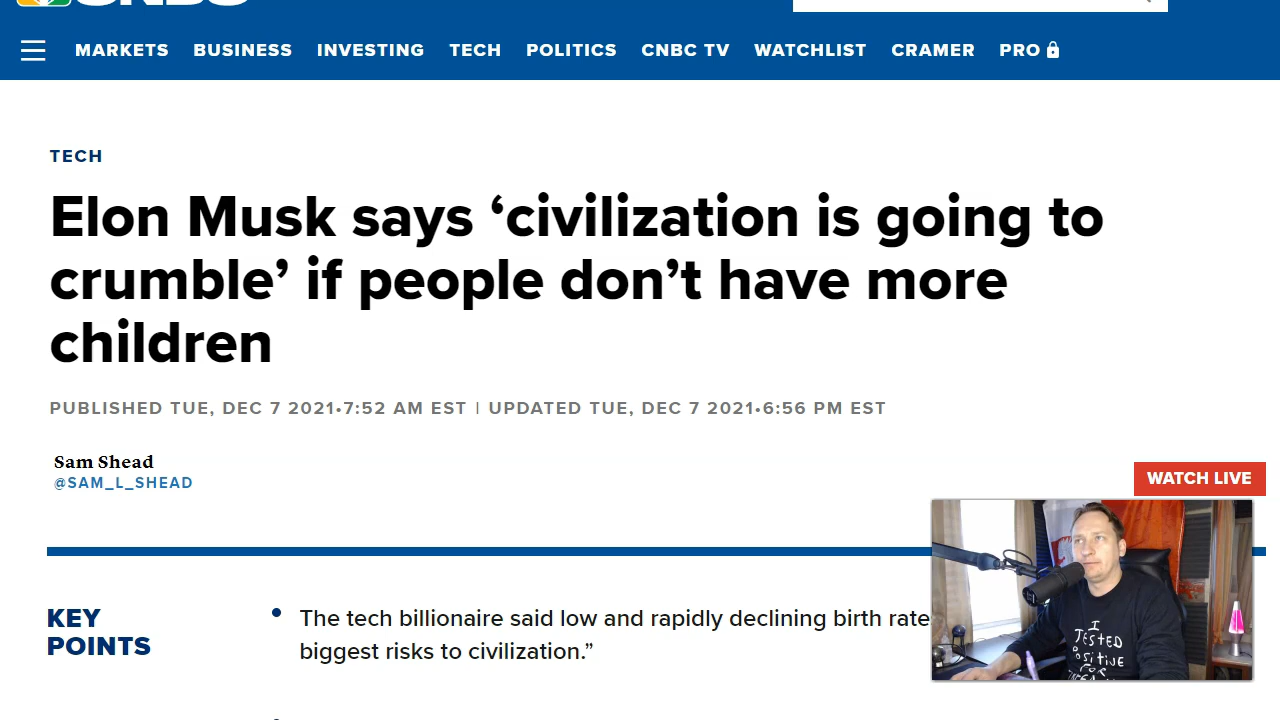 MARKETS BUSINESS INVESTING TECH POLITICS CNBC TV WATCHLIST CRAMER PRO
TECH
Elon Musk says ‘civilization is going to
crumble’ if people don’t have more
children
PUBLISHED TUE, DEC 7 2021•7:52 AM EST | UPDATED TUE, DEC 7 2021•6:56 PM EST
Sam Shead
@SAM_L_SHEAD
WATCH LIVE
KEY
POINTS
• The tech billionaire said low and rapidly declining birth rate
biggest risks to civilization.”
I
TESTED
POSITIVE
FOR